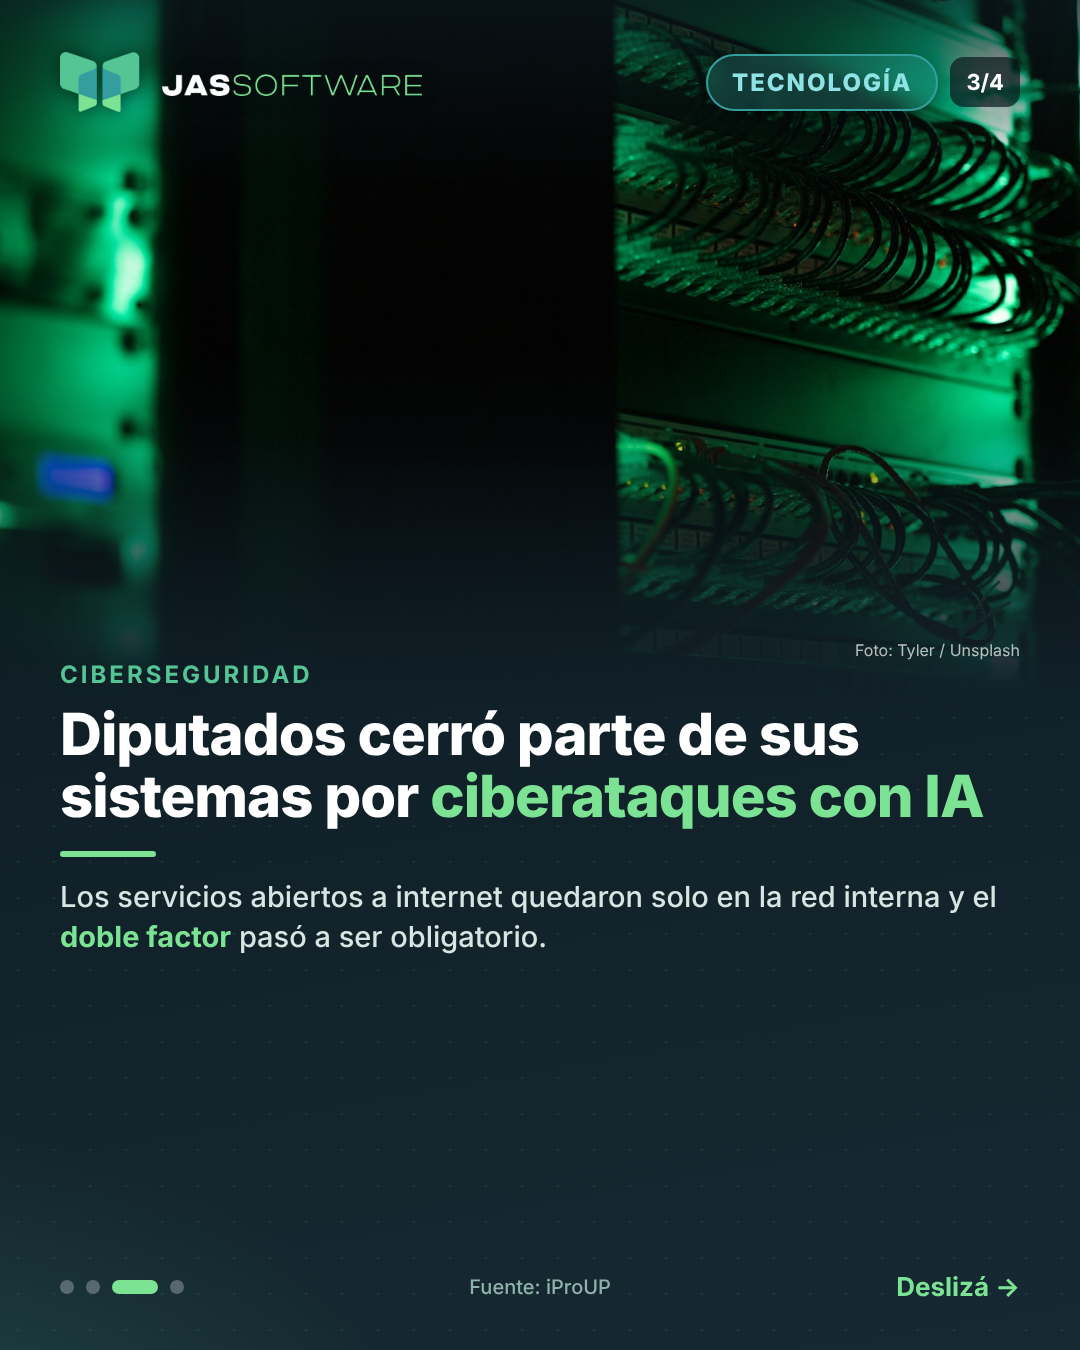 JASSOFTWARE
TECNOLOGÍA
3/4
Foto: Tyler / Unsplash
CIBERSEGURIDAD
Diputados cerró parte de sus
sistemas por ciberataques con IA
Los servicios abiertos a internet quedaron solo en la red interna y el
doble factor pasó a ser obligatorio.
Fuente: iProUP
Deslizá →